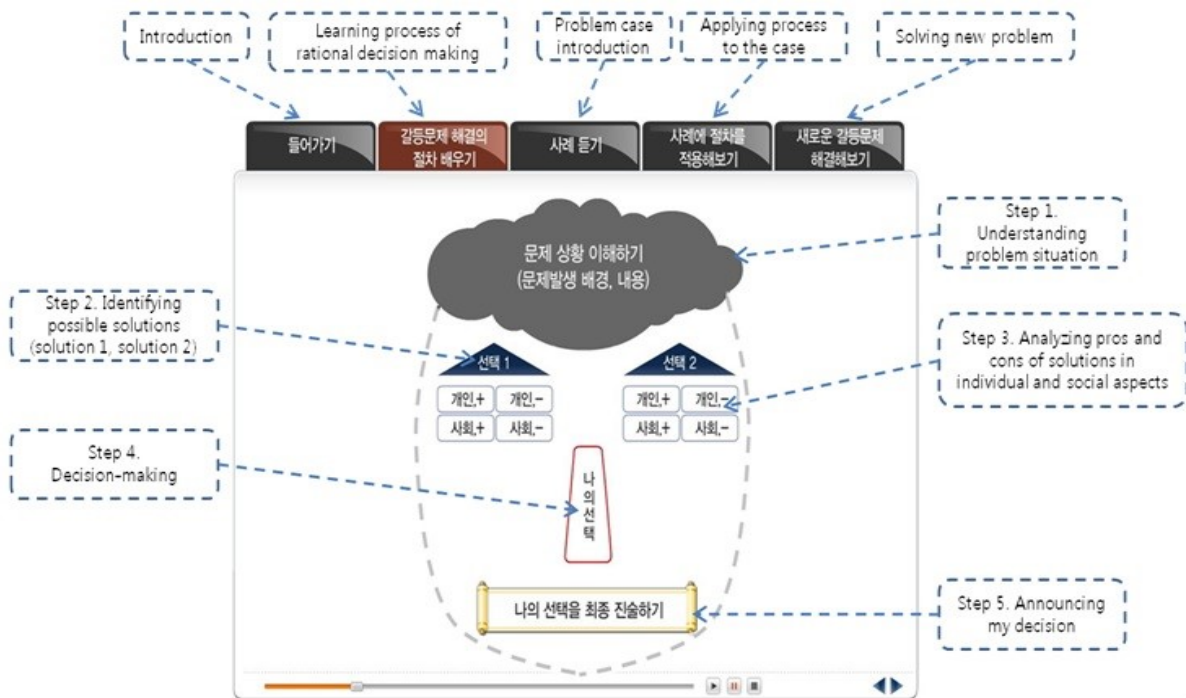 Introduction
Learning process of
rational decision making
Problem case
introduction
Applying process
to the case
Solving new problem
들어가기
갈등문제 해결의
절차 배우기
사례 듣기
사례에 절차를
적용해보기
새로운 갈등문제
해결해보기
Step 1.
Understanding
problem situation
문제 상황 이해하기
(문제발생 배경, 내용)
Step 2. Identifying
possible solutions
(solution 1, solution 2)
선택 1
선택 2
Step 3. Analyzing pros and
cons of solutions in
individual and social aspects
개인,+ 개인,-
사회,+ 사회,-
개인,+ 개인,-
사회,+ 사회,-
Step 4.
Decision-making
나의선택
나의 선택을 최종 진술하기
Step 5. Announcing
my decision